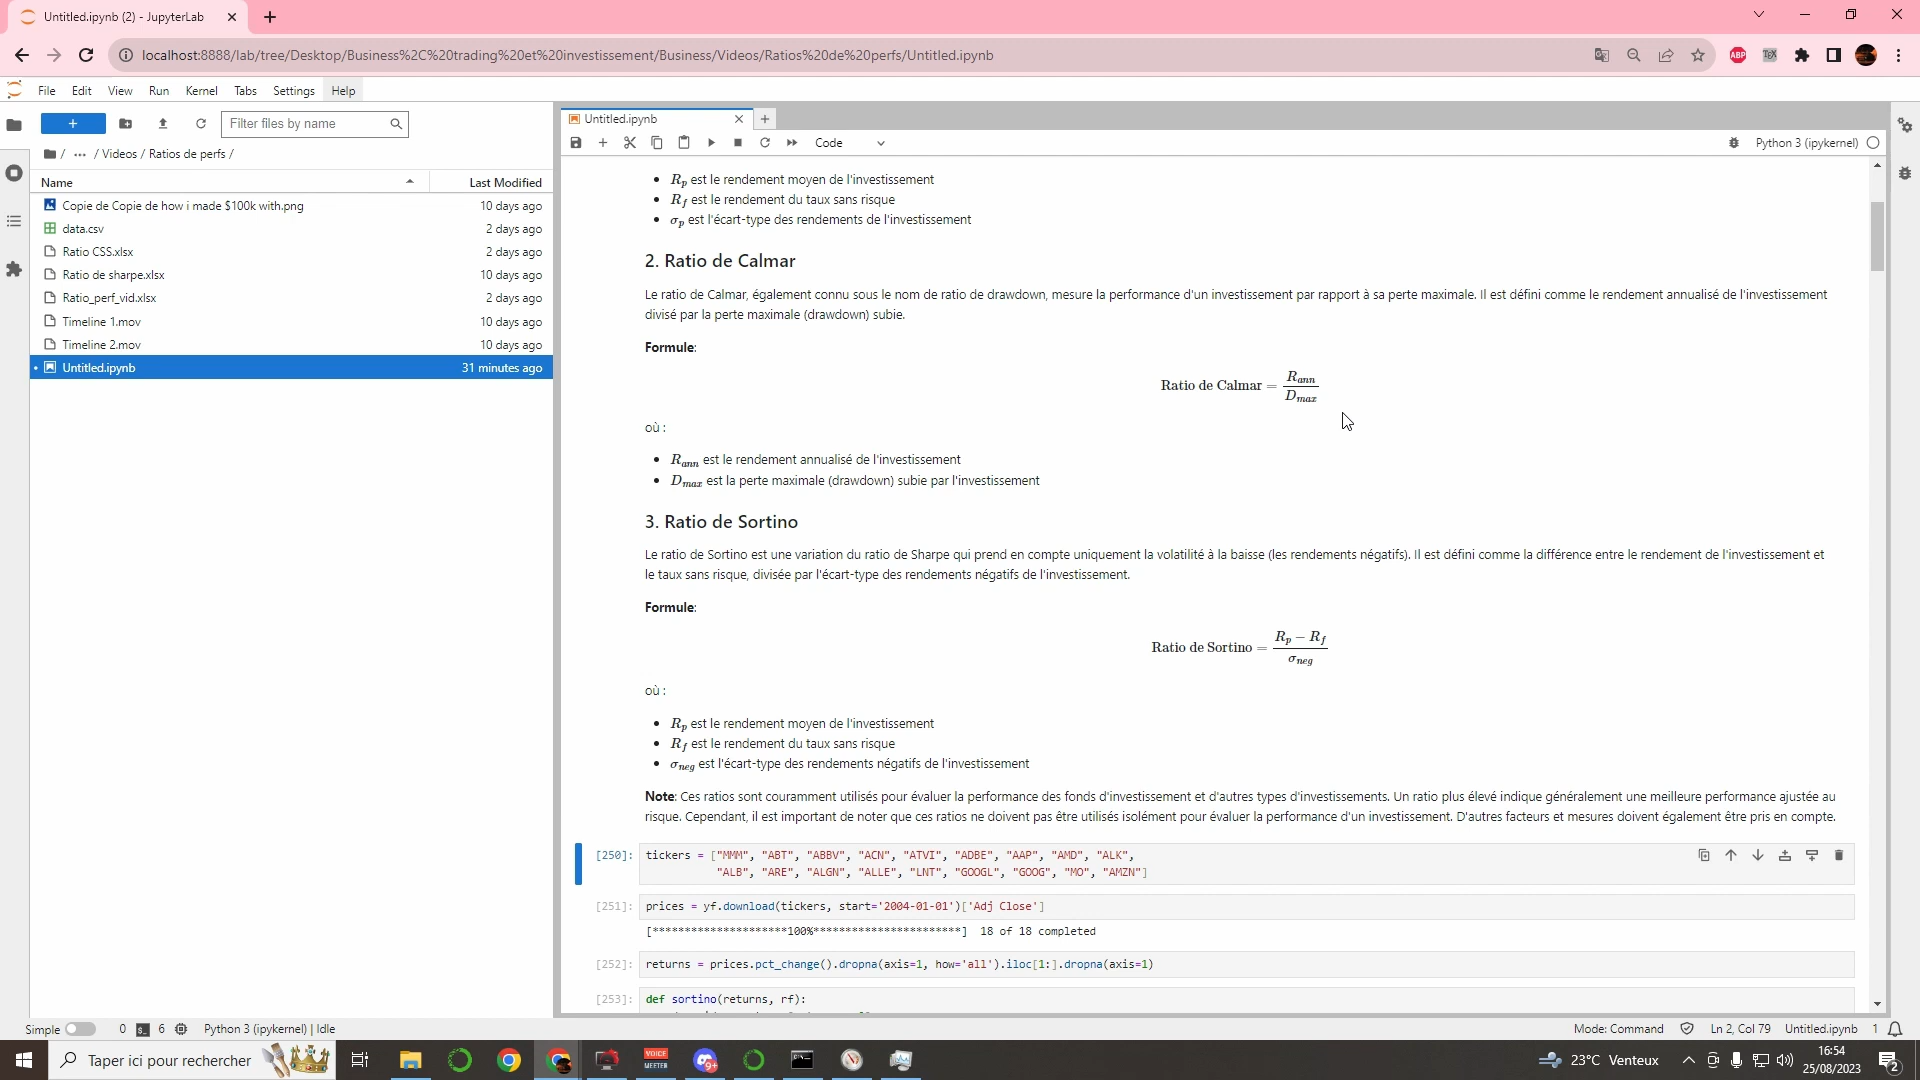 Untitled.ipynb (2) - JupyterLab
localhost:8888/lab/tree/Desktop/Business%2C%20trading%20et%20investissement/Business/Videos/Ratios%20de%20perfs/Untitled.ipynb
ABP
TeX
File Edit View Run Kernel Tabs Settings Help
Filter files by name
/ ... / Videos / Ratios de perfs /
Name Last Modified
Copie de Copie de how i made $100k with.png 10 days ago
data.csv 2 days ago
Ratio CSS.xlsx 2 days ago
Ratio de sharpe.xlsx 10 days ago
Ratio_perf_vid.xlsx 2 days ago
Timeline 1.mov 10 days ago
Timeline 2.mov 10 days ago
Untitled.ipynb 31 minutes ago
Untitled.ipynb
Code
Python 3 (ipykernel)
• Rp est le rendement moyen de l'investissement
• Rf est le rendement du taux sans risque
• σp est l'écart-type des rendements de l'investissement
2. Ratio de Calmar
Le ratio de Calmar, également connu sous le nom de ratio de drawdown, mesure la performance d'un investissement par rapport à sa perte maximale. Il est défini comme le rendement annualisé de l'investissement
divisé par la perte maximale (drawdown) subie.
Formule:
Ratio de Calmar = Rann / Dmax
où :
• Rann est le rendement annualisé de l'investissement
• Dmax est la perte maximale (drawdown) subie par l'investissement
3. Ratio de Sortino
Le ratio de Sortino est une variation du ratio de Sharpe qui prend en compte uniquement la volatilité à la baisse (les rendements négatifs). Il est défini comme la différence entre le rendement de l'investissement et
le taux sans risque, divisée par l'écart-type des rendements négatifs de l'investissement.
Formule:
Ratio de Sortino = Rp − Rf / σneg
où :
• Rp est le rendement moyen de l'investissement
• Rf est le rendement du taux sans risque
• σneg est l'écart-type des rendements négatifs de l'investissement
Note: Ces ratios sont couramment utilisés pour évaluer la performance des fonds d'investissement et d'autres types d'investissements. Un ratio plus élevé indique généralement une meilleure performance ajustée au
risque. Cependant, il est important de noter que ces ratios ne doivent pas être utilisés isolément pour évaluer la performance d'un investissement. D'autres facteurs et mesures doivent également être pris en compte.
[250]: tickers = ["MMM", "ABT", "ABBV", "ACN", "ATVI", "ADBE", "AAP", "AMD", "ALK",
"ALB", "ARE", "ALGN", "ALLE", "LNT", "GOOGL", "GOOG", "MO", "AMZN"]
[251]: prices = yf.download(tickers, start='2004-01-01')['Adj Close']
[*********************100%***********************] 18 of 18 completed
[252]: returns = prices.pct_change().dropna(axis=1, how='all').iloc[1:].dropna(axis=1)
[253]: def sortino(returns, rf):
Simple 0 6 Python 3 (ipykernel) | Idle Mode: Command Ln 2, Col 79 Untitled.ipynb 1
Taper ici pour rechercher
VOICE
MEETER
9+
23°C Venteux
16:54
25/08/2023
2